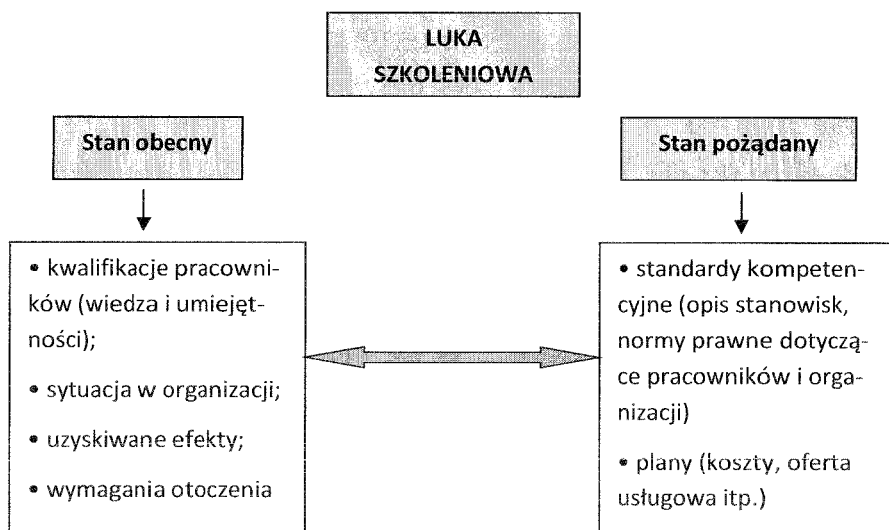 LUKA
SZKOLENIOWA
Stan obecny
Stan pożądany
• kwalifikacje pracowni-
ków (wiedza i umiejęt-
ności);
• sytuacja w organizacji;
• uzyskiwane efekty;
• wymagania otoczenia
• standardy kompeten-
cyjne (opis stanowisk,
normy prawne dotyczą-
ce pracowników i orga-
nizacji)
• plany (koszty, oferta
usługowa itp.)